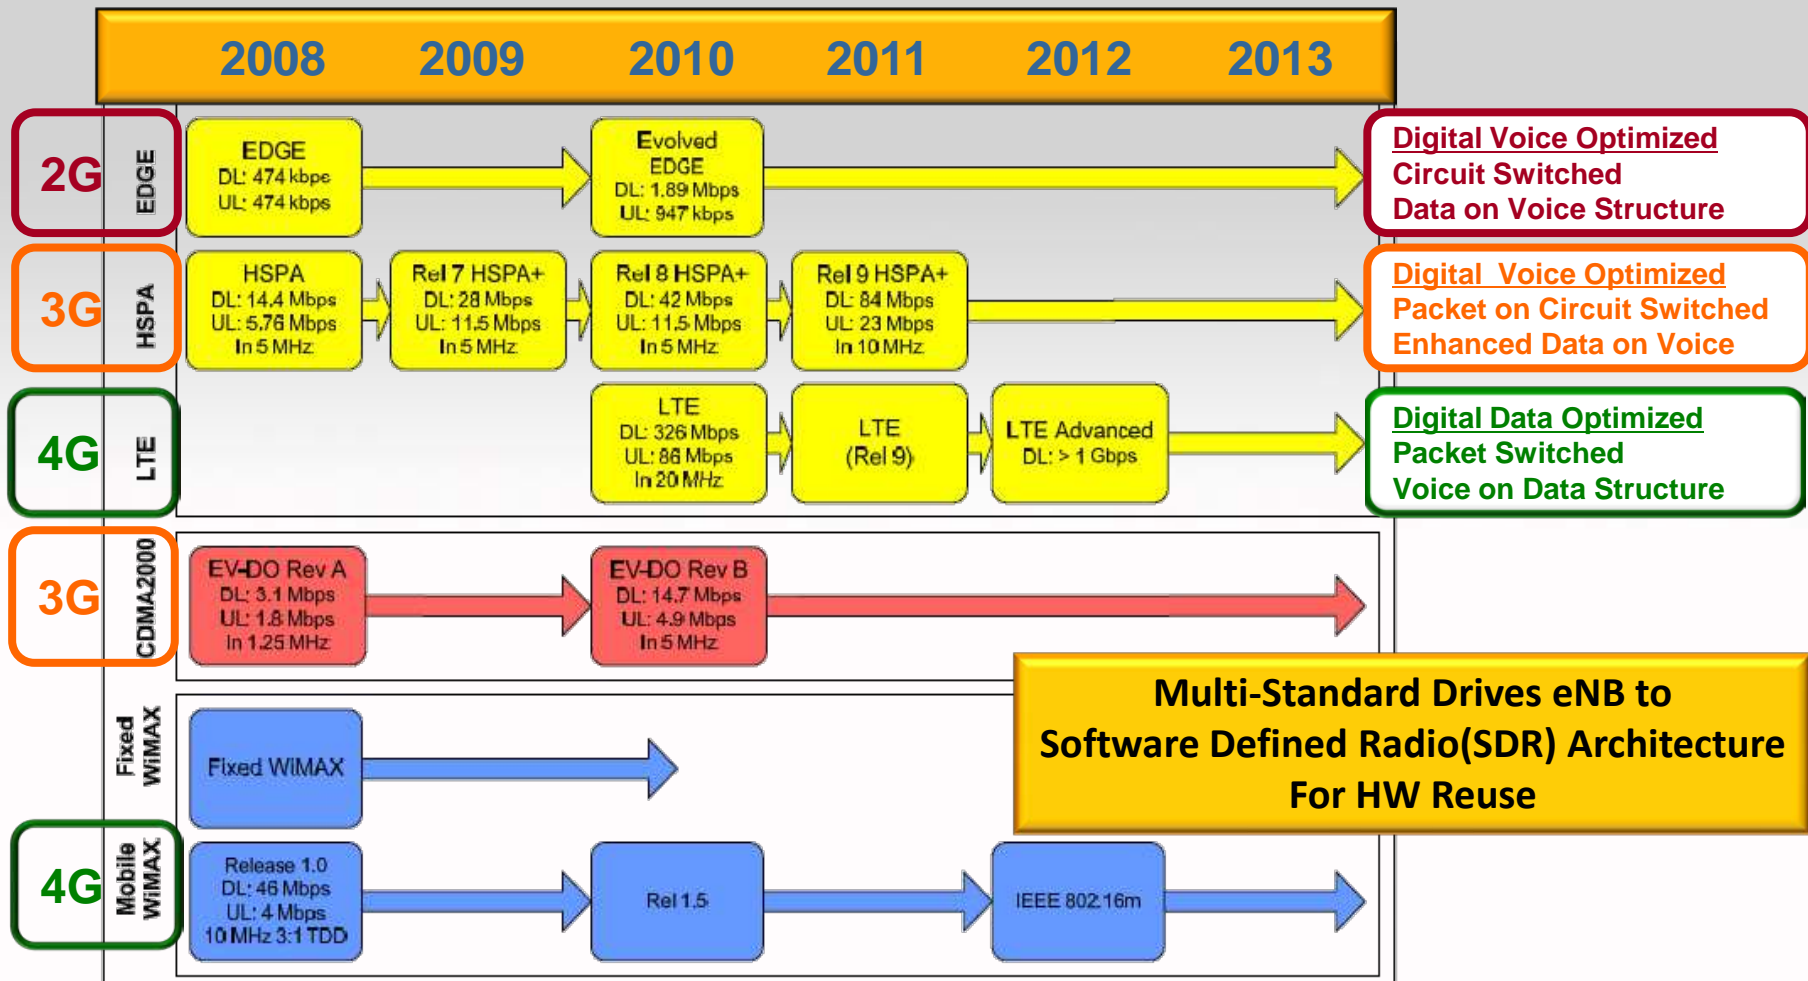 2008 2009 2010 2011 2012 2013
2G
EDGE
EDGE
DL: 474 kbps
UL: 474 kbps
Evolved
EDGE
DL: 1.89 Mbps
UL: 947 kbps
Digital Voice Optimized
Circuit Switched
Data on Voice Structure
3G
HSPA
HSPA
DL: 14.4 Mbps
UL: 5.76 Mbps
In 5 MHz
Rel 7 HSPA+
DL: 28 Mbps
UL: 11.5 Mbps
In 5 MHz
Rel 8 HSPA+
DL: 42 Mbps
UL: 11.5 Mbps
In 5 MHz
Rel 9 HSPA+
DL: 84 Mbps
UL: 23 Mbps
In 10 MHz
Digital Voice Optimized
Packet on Circuit Switched
Enhanced Data on Voice
4G
LTE
LTE
DL: 326 Mbps
UL: 86 Mbps
In 20 MHz
LTE
(Rel 9)
LTE Advanced
DL: > 1 Gbps
Digital Data Optimized
Packet Switched
Voice on Data Structure
3G
CDMA2000
EV-DO Rev A
DL: 3.1 Mbps
UL: 1.8 Mbps
In 1.25 MHz
EV-DO Rev B
DL: 14.7 Mbps
UL: 4.9 Mbps
In 5 MHz
Multi-Standard Drives eNB to
Software Defined Radio(SDR) Architecture
For HW Reuse
Fixed
WiMAX
Fixed WiMAX
4G
Mobile
WiMAX
Release 1.0
DL: 46 Mbps
UL: 4 Mbps
10 MHz 3:1 TDD
Rel 1.5
IEEE 802.16m